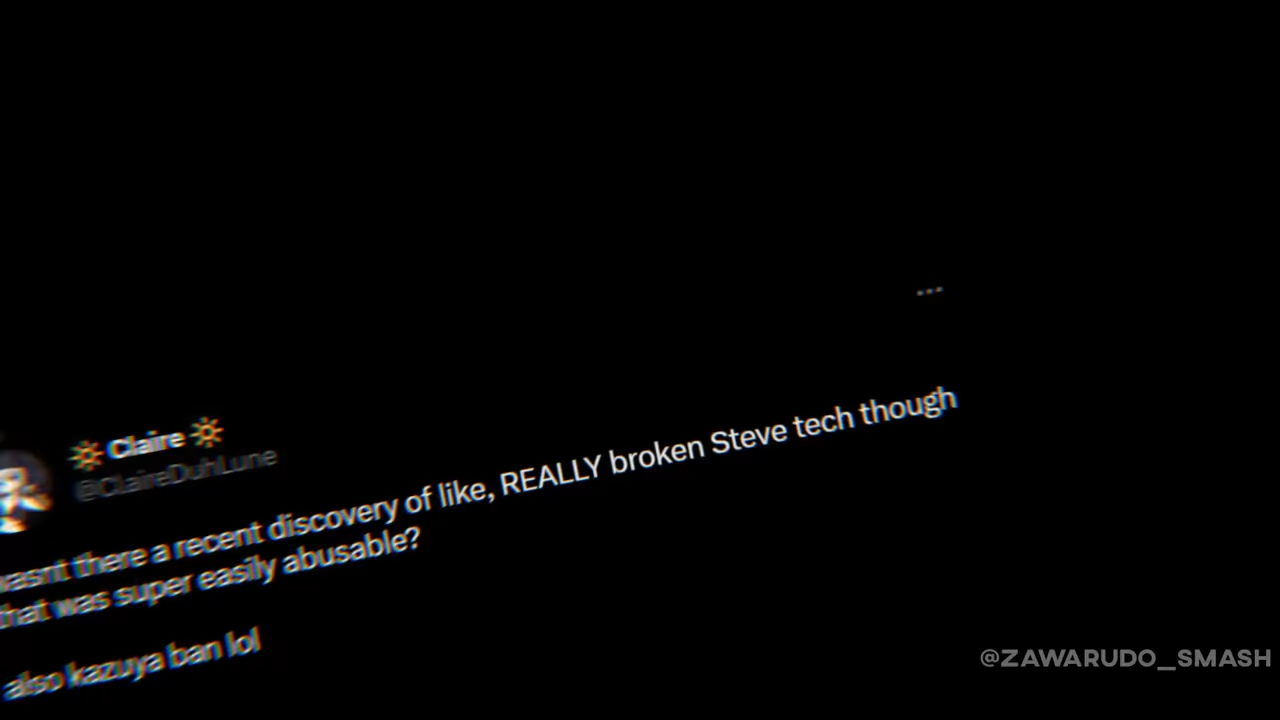 ...
🔆 Claire 🔆
@ClaireDuhLune
wasnt there a recent discovery of like, REALLY broken Steve tech though
that was super easily abusable?
also kazuya ban lol
@ZAWARUDO_SMASH